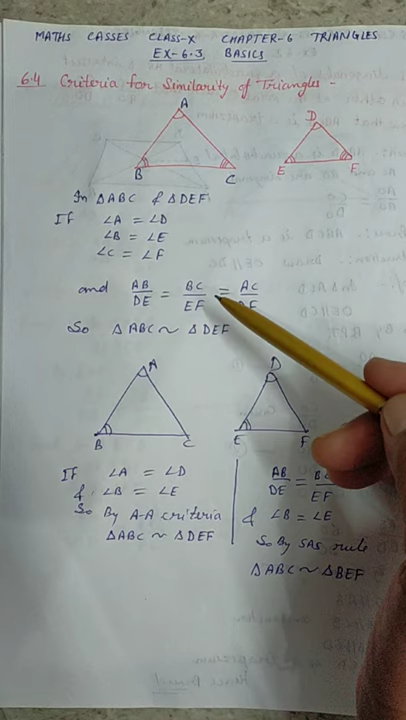 MATHS CASSES CLASS-X CHAPTER-6 TRIANGLES
EX-6.3, BASICS
6.4 Criteria for Similarity of Triangles -
A
B
C
D
E
F
In ΔABC & ΔDEF
If ∠A = ∠D
∠B = ∠E
∠C = ∠F
and AB/DE = BC/EF = AC/DF
So ΔABC ~ ΔDEF
A
B
C
D
E
F
If ∠A = ∠D
& ∠B = ∠E
So By A-A criteria
ΔABC ~ ΔDEF
AB/DE = BC/EF
& ∠B = ∠E
So By SAS rule
ΔABC ~ ΔBEF